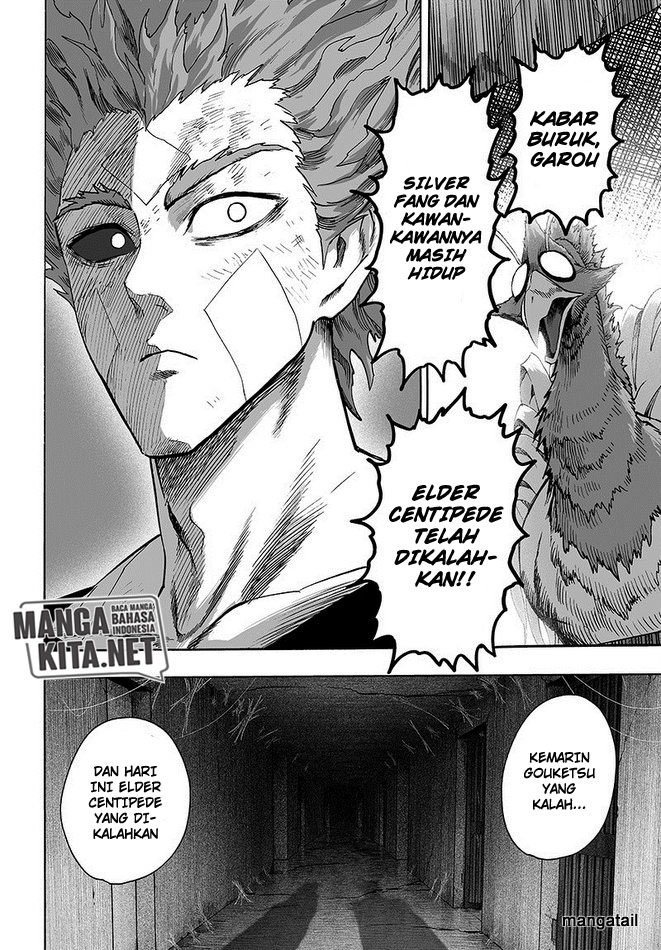 KABAR
BURUK,
GAROU
SILVER
FANG DAN
KAWAN-
KAWANNYA
MASIH
HIDUP
ELDER
CENTIPEDE
TELAH
DIKALAH-
KAN!!
MANGA
KITA.NET
BACA MANGA
BAHASA
INDONESIA
KEMARIN
GOUKETSU
YANG
KALAH...
DAN HARI
INI ELDER
CENTIPEDE
YANG DI-
KALAHKAN
mangatail